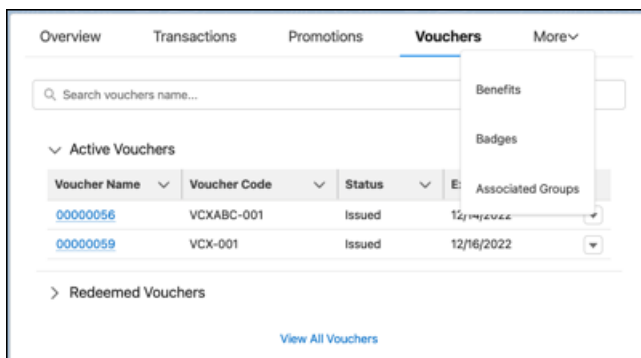 Overview Transactions Promotions Vouchers More
Search vouchers name...
Benefits
Badges
Associated Groups
Active Vouchers
Voucher Name Voucher Code Status
00000056 VCXABC-001 Issued 12/14/2022
00000059 VCX-001 Issued 12/16/2022
Redeemed Vouchers
View All Vouchers